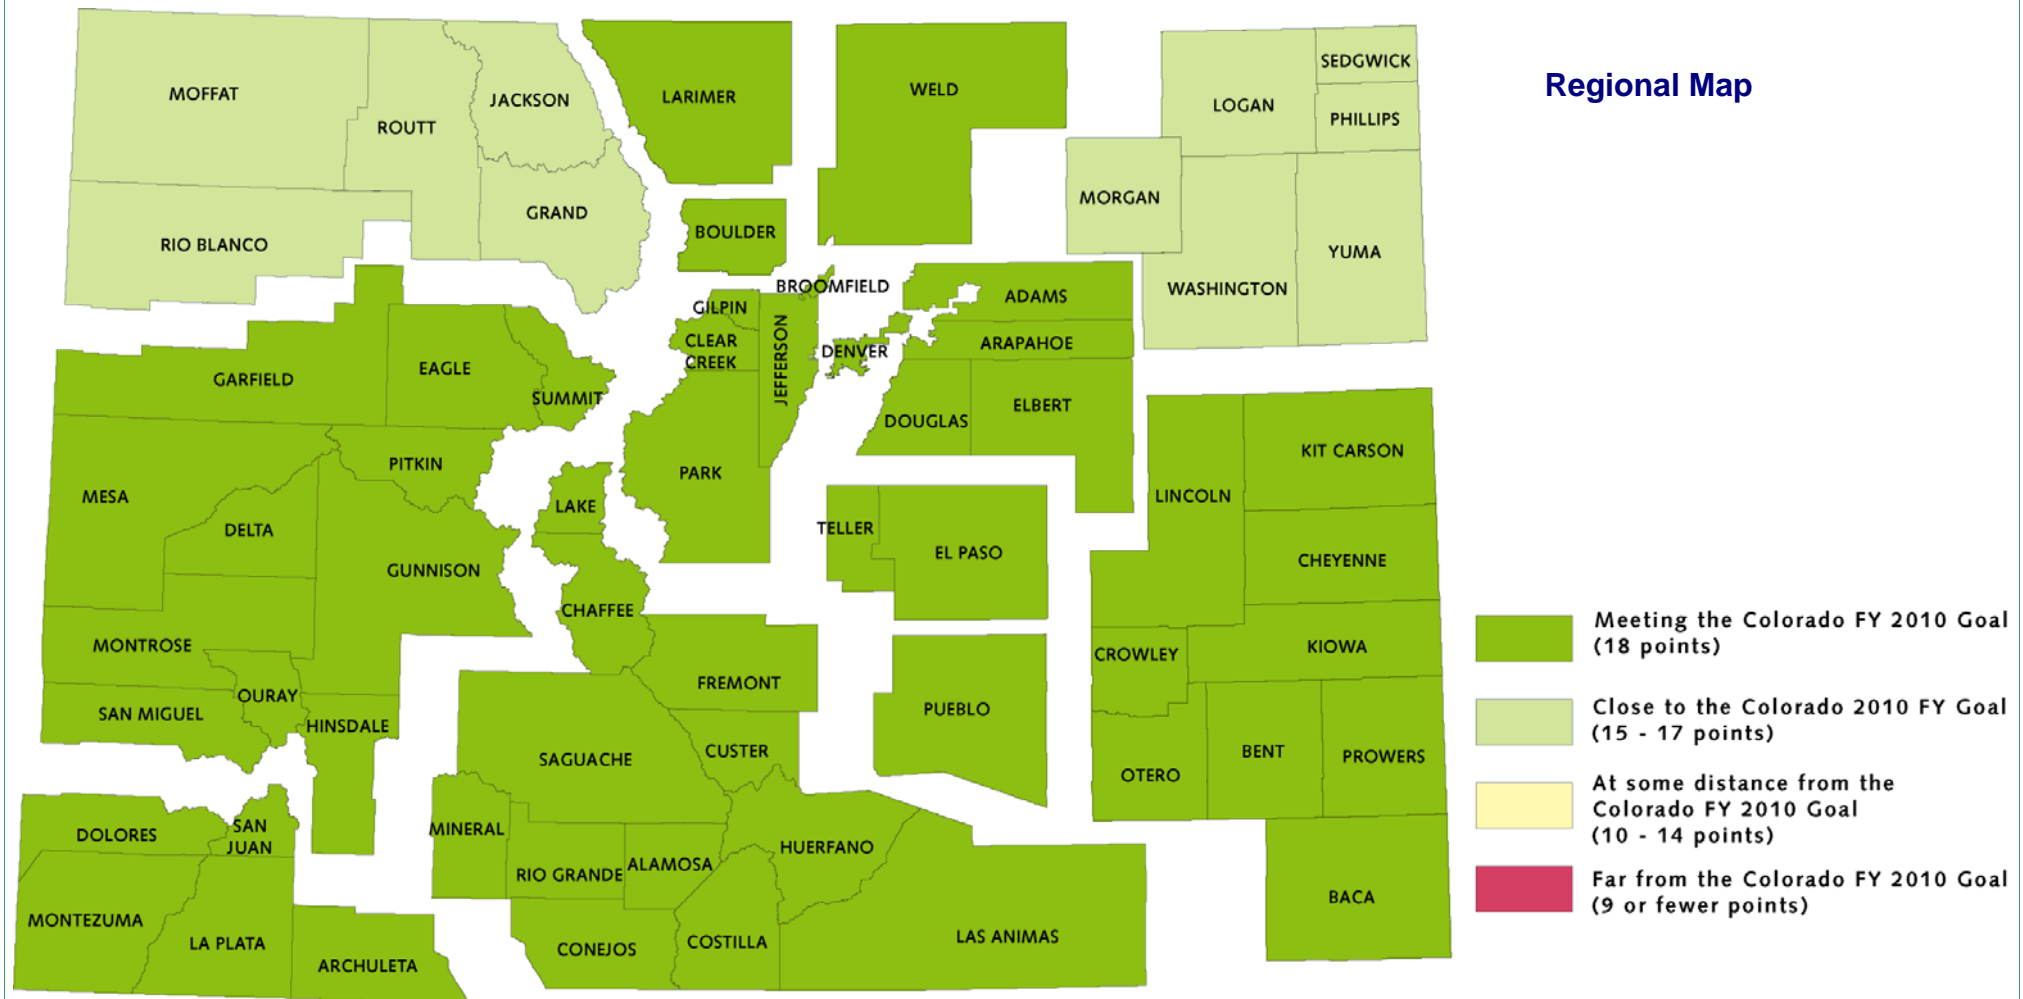 Regional Map
MOFFAT
ROUTT
JACKSON
LARIMER
WELD
LOGAN
SEDGWICK
PHILLIPS
RIO BLANCO
GRAND
BOULDER
MORGAN
WASHINGTON
YUMA
BROOMFIELD
GILPIN
CLEAR
CREEK
JEFFERSON
DENVER
ADAMS
ARAPAHOE
GARFIELD
EAGLE
SUMMIT
DOUGLAS
ELBERT
MESA
PITKIN
DELTA
GUNNISON
LAKE
PARK
TELLER
EL PASO
LINCOLN
KIT CARSON
CHEYENNE
CHAFFEE
MONTROSE
OURAY
SAN MIGUEL
HINSDALE
FREMONT
SAGUACHE
CUSTER
PUEBLO
CROWLEY
KIOWA
OTERO
BENT
PROWERS
DOLORES
SAN
JUAN
MINERAL
RIO GRANDE
ALAMOSA
HUERFANO
MONTEZUMA
LA PLATA
ARCHULETA
CONEJOS
COSTILLA
LAS ANIMAS
BACA
Meeting the Colorado FY 2010 Goal
(18 points)
Close to the Colorado 2010 FY Goal
(15 - 17 points)
At some distance from the
Colorado FY 2010 Goal
(10 - 14 points)
Far from the Colorado FY 2010 Goal
(9 or fewer points)